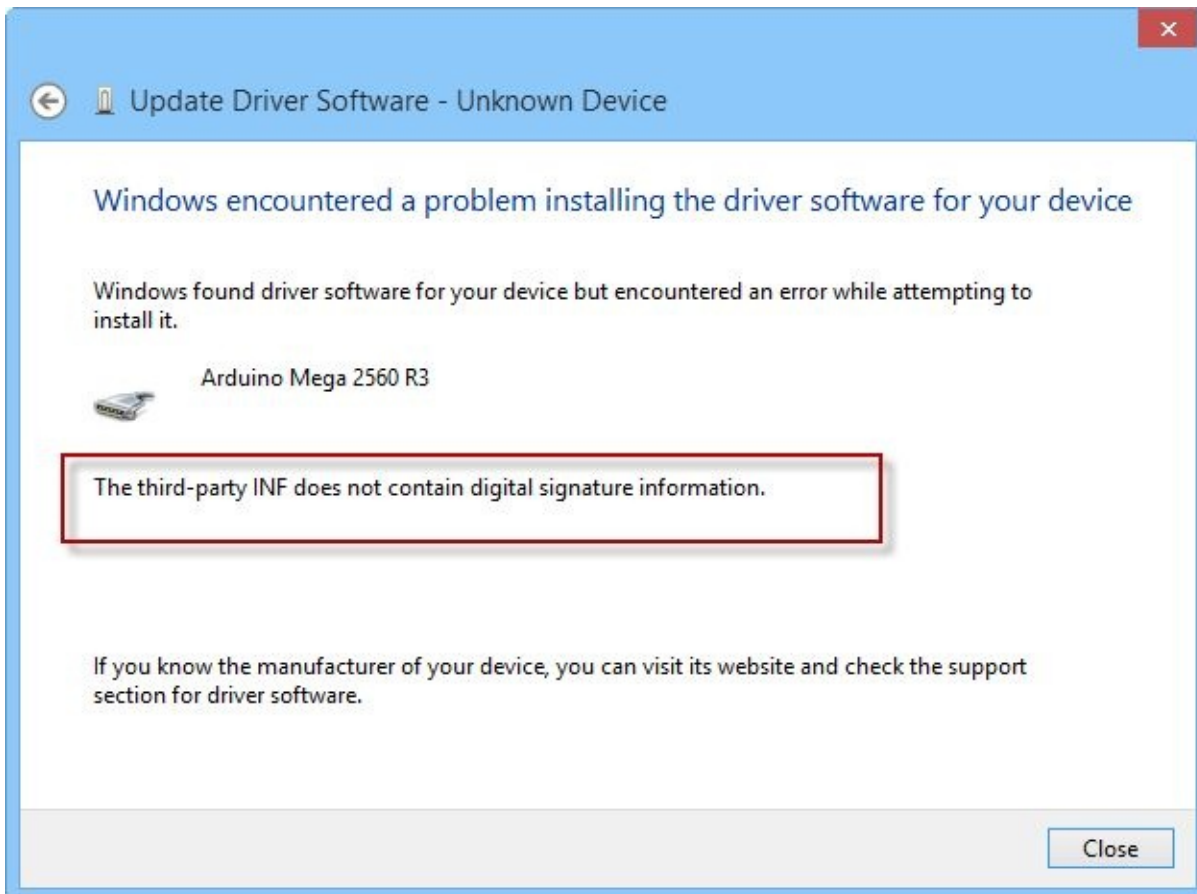 Update Driver Software - Unknown Device
Windows encountered a problem installing the driver software for your device
Windows found driver software for your device but encountered an error while attempting to
install it.
Arduino Mega 2560 R3
The third-party INF does not contain digital signature information.
If you know the manufacturer of your device, you can visit its website and check the support
section for driver software.
Close